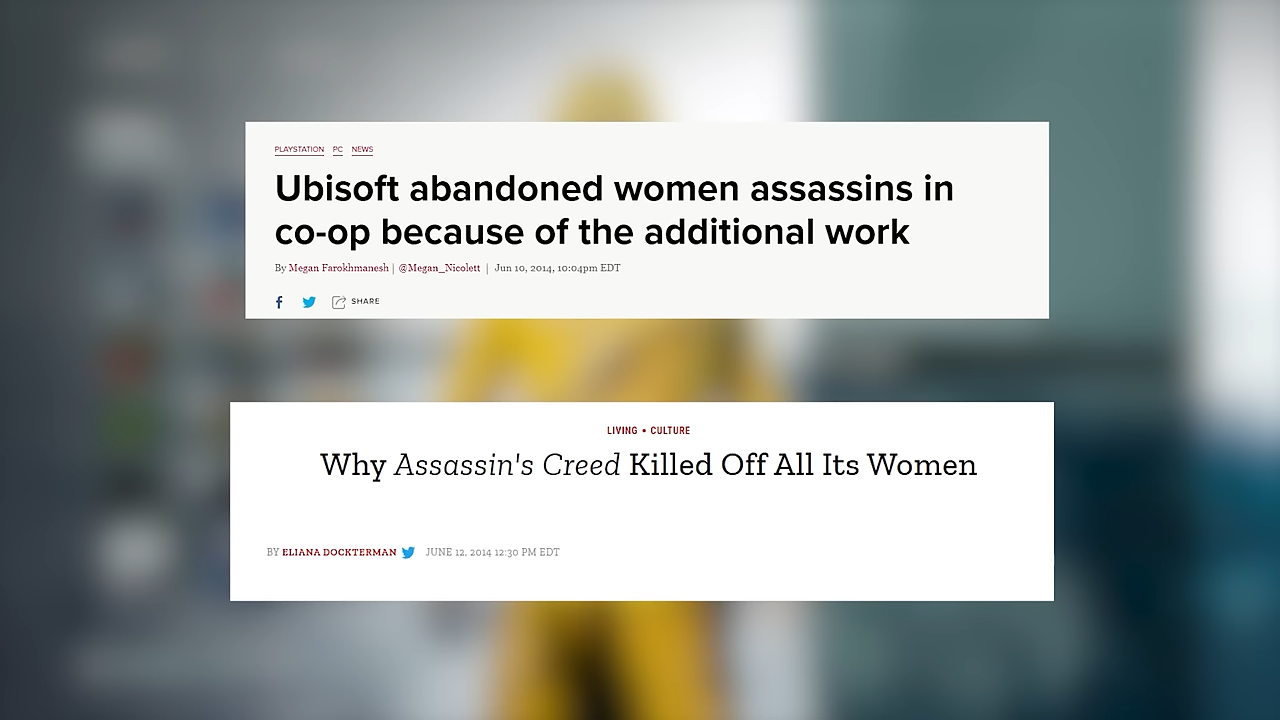 PLAYSTATION PC NEWS
Ubisoft abandoned women assassins in
co-op because of the additional work
By Megan Farokhmanesh | @Megan_Nicolett | Jun 10, 2014, 10:04pm EDT
SHARE
LIVING • CULTURE
Why Assassin's Creed Killed Off All Its Women
BY ELIANA DOCKTERMAN JUNE 12, 2014 12:30 PM EDT